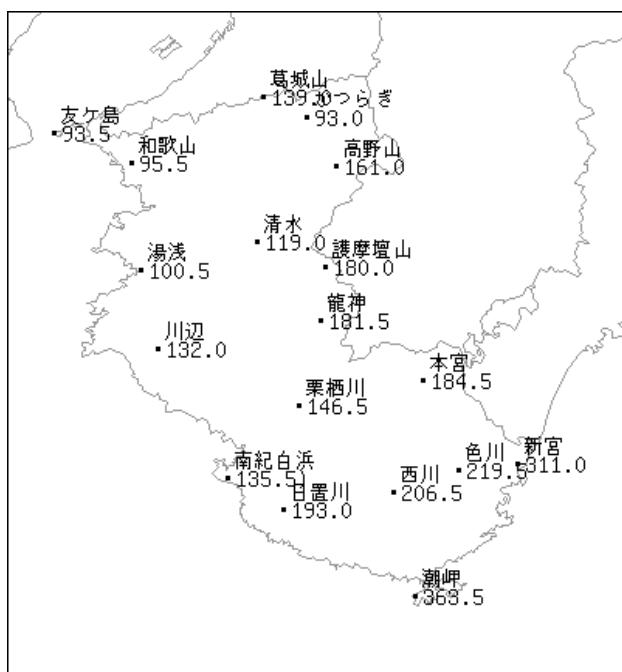 葛城山
139.0
かつらぎ
93.0
友ケ島
93.5
和歌山
95.5
高野山
161.0
清水
119.0
護摩壇山
180.0
湯浅
100.5
龍神
181.5
川辺
132.0
本宮
184.5
栗栖川
146.5
新宮
311.0
色川
219.5
南紀白浜
135.5)
西川
206.5
日置川
193.0
潮岬
363.5